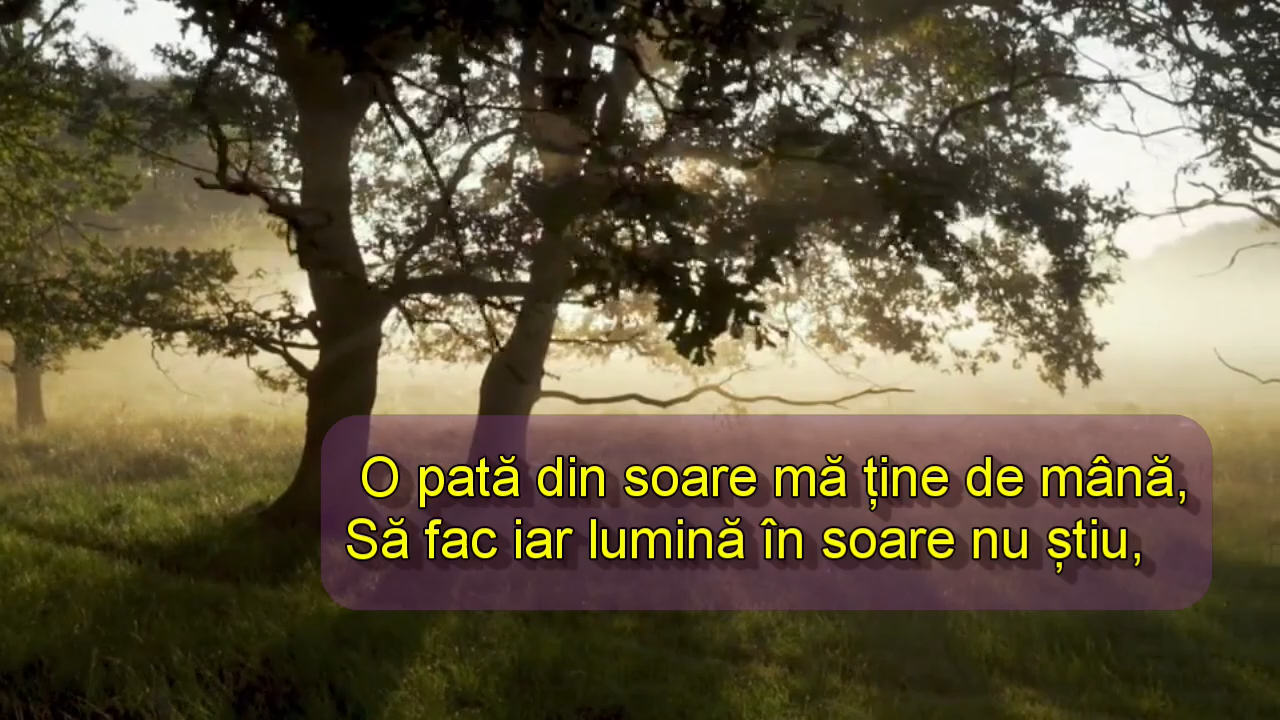 O pată din soare mă ține de mână,
Să fac iar lumină în soare nu știu,